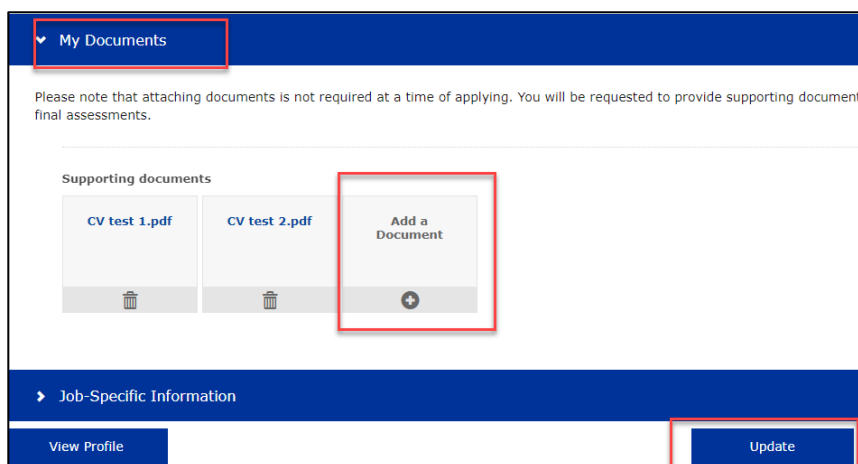 My Documents
Please note that attaching documents is not required at a time of applying. You will be requested to provide supporting document
final assessments.
Supporting documents
CV test 1.pdf
CV test 2.pdf
Add a
Document
Job-Specific Information
View Profile
Update